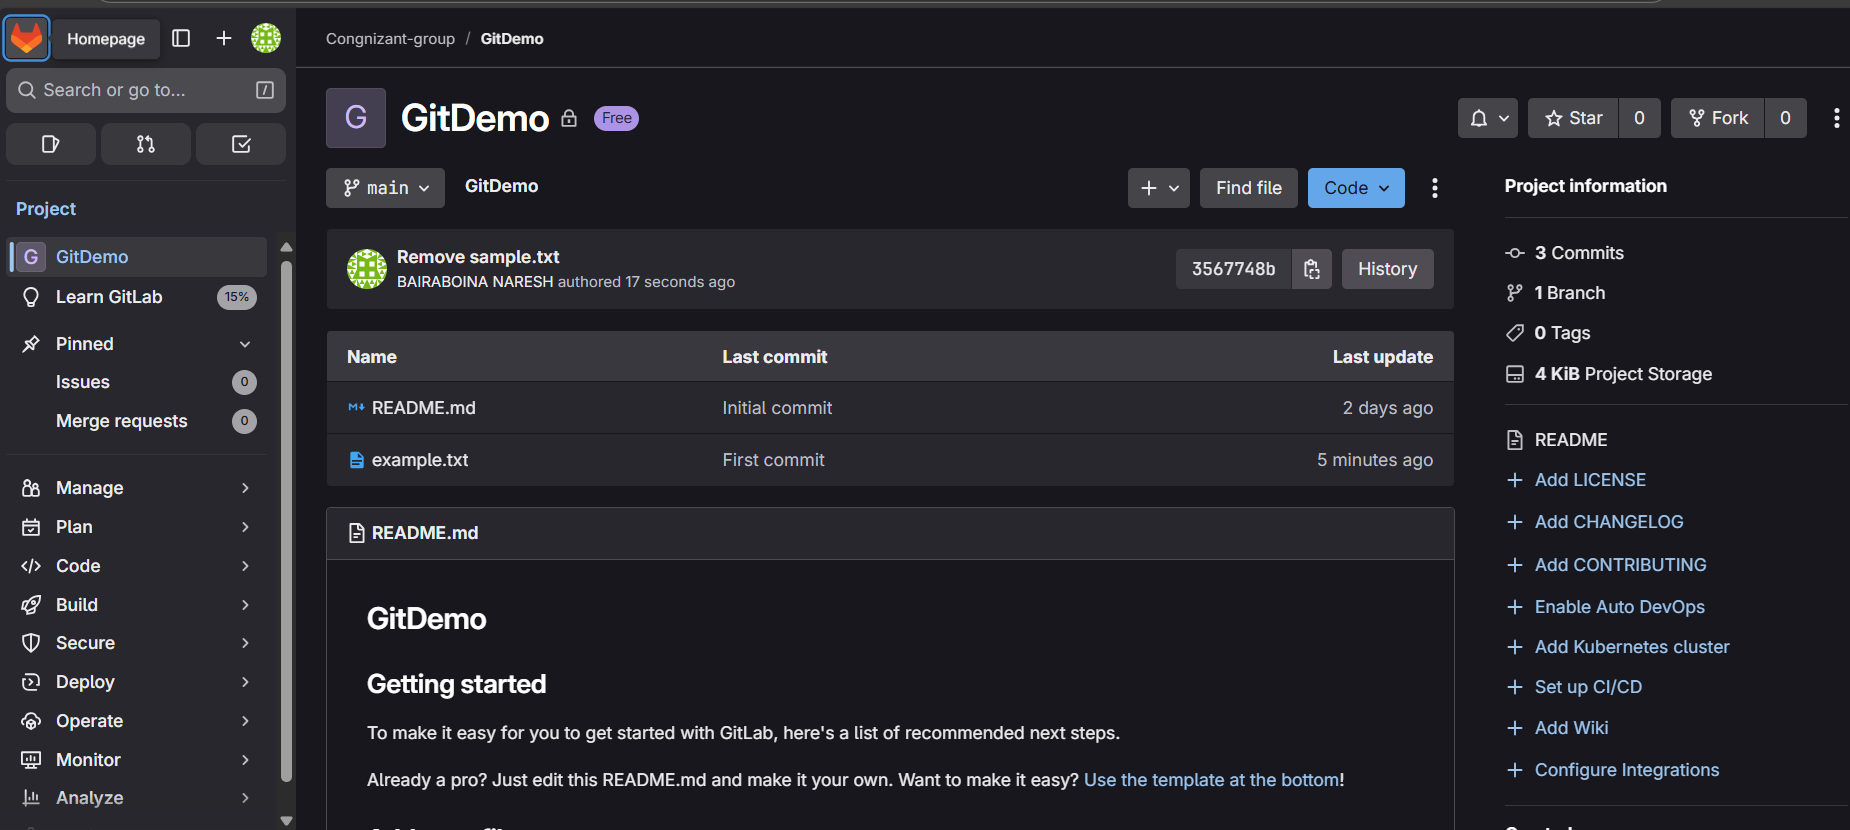 Homepage
Search or go to...
/
Project
G GitDemo
Learn GitLab 15%
Pinned
Issues 0
Merge requests 0
Manage
Plan
Code
Build
Secure
Deploy
Operate
Monitor
Analyze
Congnizant-group / GitDemo
G GitDemo Free
Star 0 Fork 0
main GitDemo
Find file Code
Remove sample.txt
BAIRABOINA NARESH authored 17 seconds ago
3567748b History
Name Last commit Last update
README.md Initial commit 2 days ago
example.txt First commit 5 minutes ago
README.md
GitDemo
Getting started
To make it easy for you to get started with GitLab, here's a list of recommended next steps.
Already a pro? Just edit this README.md and make it your own. Want to make it easy? Use the template at the bottom!
Project information
3 Commits
1 Branch
0 Tags
4 KiB Project Storage
README
Add LICENSE
Add CHANGELOG
Add CONTRIBUTING
Enable Auto DevOps
Add Kubernetes cluster
Set up CI/CD
Add Wiki
Configure Integrations